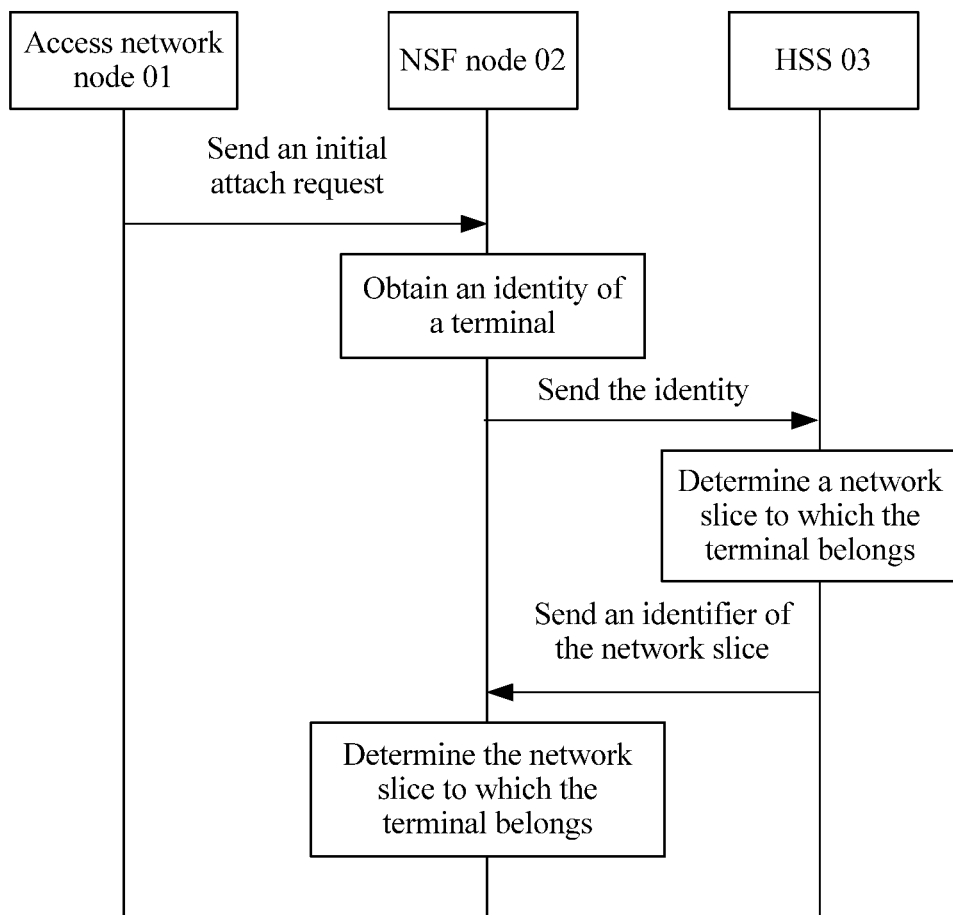 Access network
node 01
NSF node 02
HSS 03
Send an initial
attach request
Obtain an identity of
a terminal
Send the identity
Determine a network
slice to which the
terminal belongs
Send an identifier of
the network slice
Determine the network
slice to which the
terminal belongs